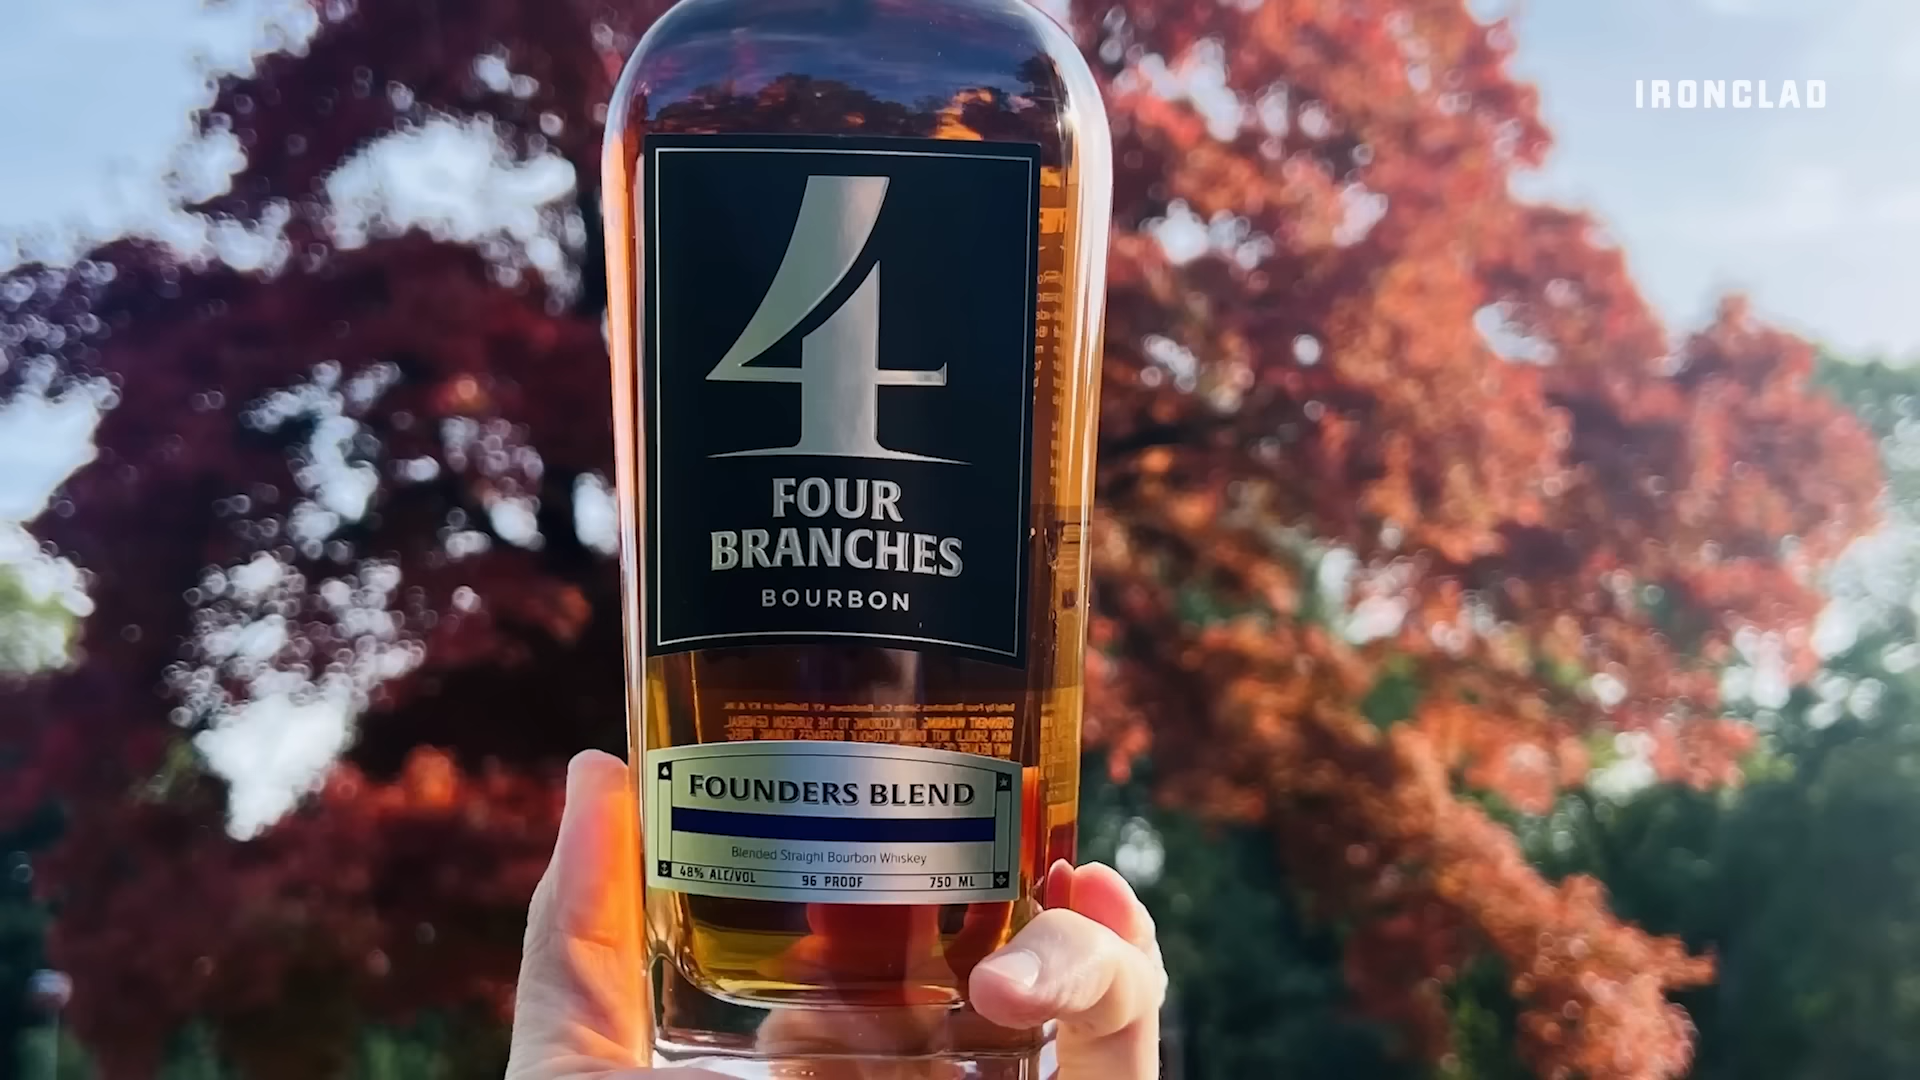 IRONCLAD
4
FOUR
BRANCHES
BOURBON
FOUNDERS BLEND
Blended Straight Bourbon Whiskey
48% ALC/VOL 96 PROOF 750 ML